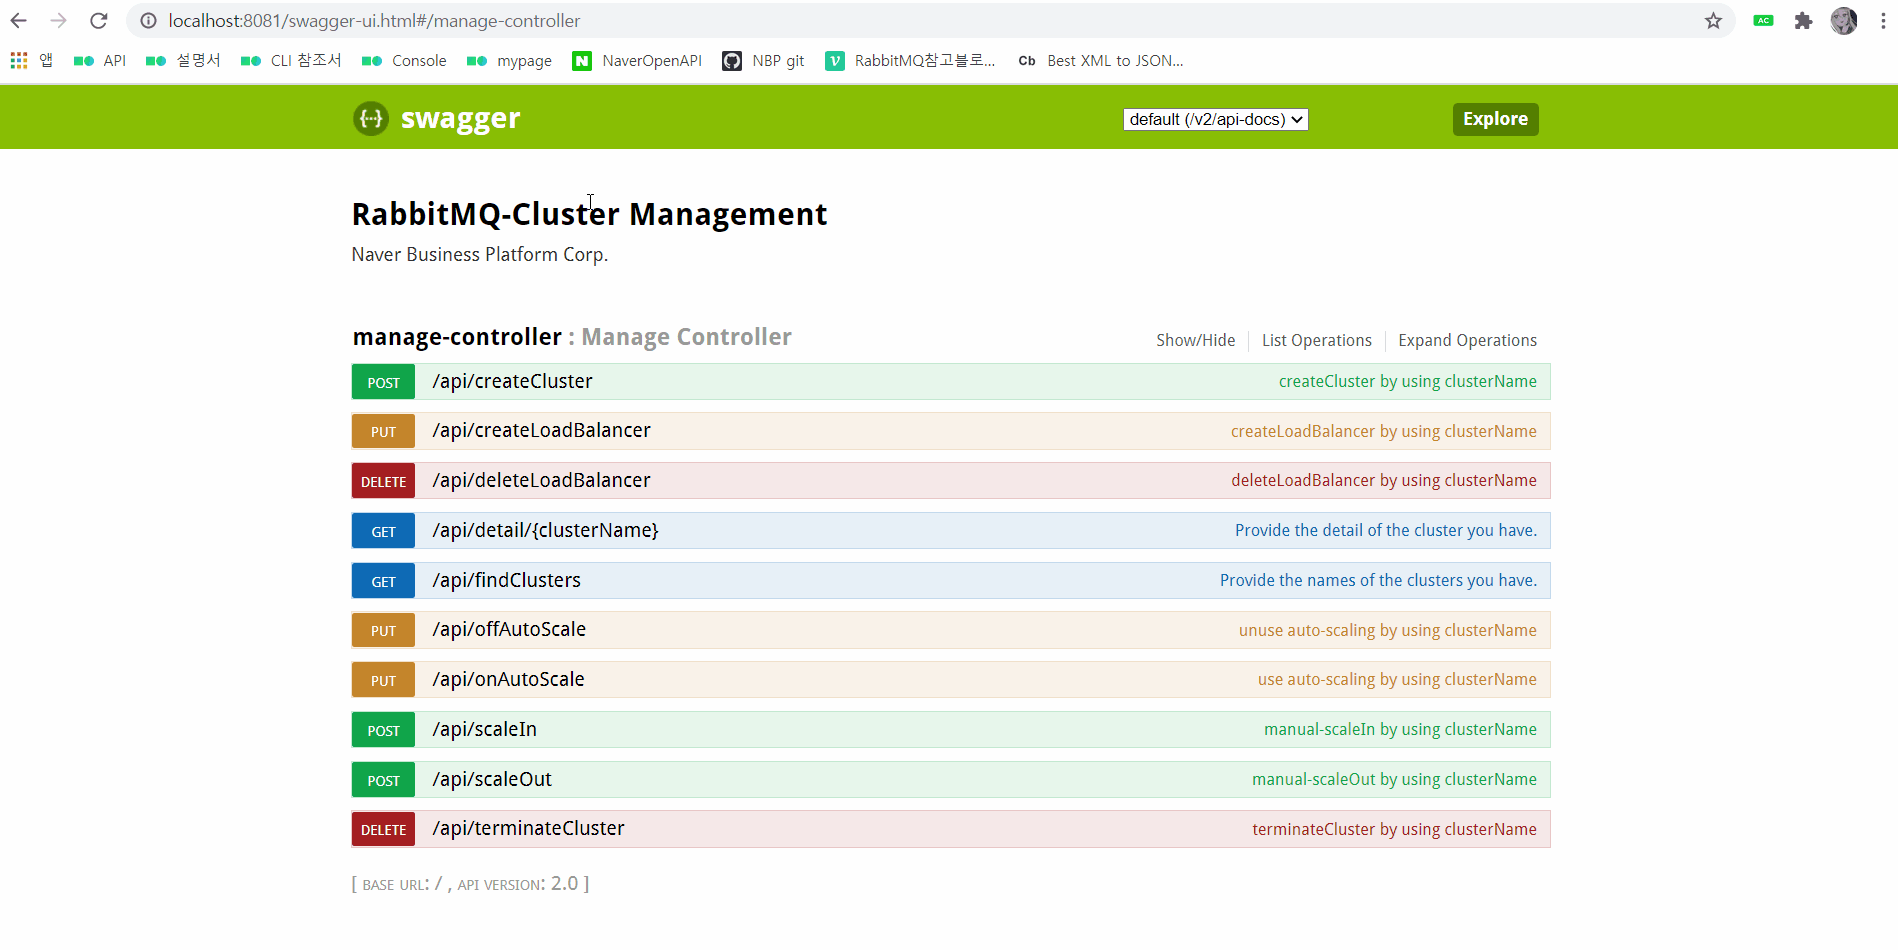 localhost:8081/swagger-ui.html#/manage-controller
AC
앱 API 설명서 CLI 참조서 Console mypage N NaverOpenAPI NBP git V RabbitMQ참고블로... Cb Best XML to JSON...
{···} swagger default (/v2/api-docs) Explore
RabbitMQ-Cluster Management
Naver Business Platform Corp.
manage-controller : Manage Controller Show/Hide List Operations Expand Operations
POST /api/createCluster createCluster by using clusterName
PUT /api/createLoadBalancer createLoadBalancer by using clusterName
DELETE /api/deleteLoadBalancer deleteLoadBalancer by using clusterName
GET /api/detail/{clusterName} Provide the detail of the cluster you have.
GET /api/findClusters Provide the names of the clusters you have.
PUT /api/offAutoScale unuse auto-scaling by using clusterName
PUT /api/onAutoScale use auto-scaling by using clusterName
POST /api/scaleIn manual-scaleIn by using clusterName
POST /api/scaleOut manual-scaleOut by using clusterName
DELETE /api/terminateCluster terminateCluster by using clusterName
[ BASE URL: / , API VERSION: 2.0 ]